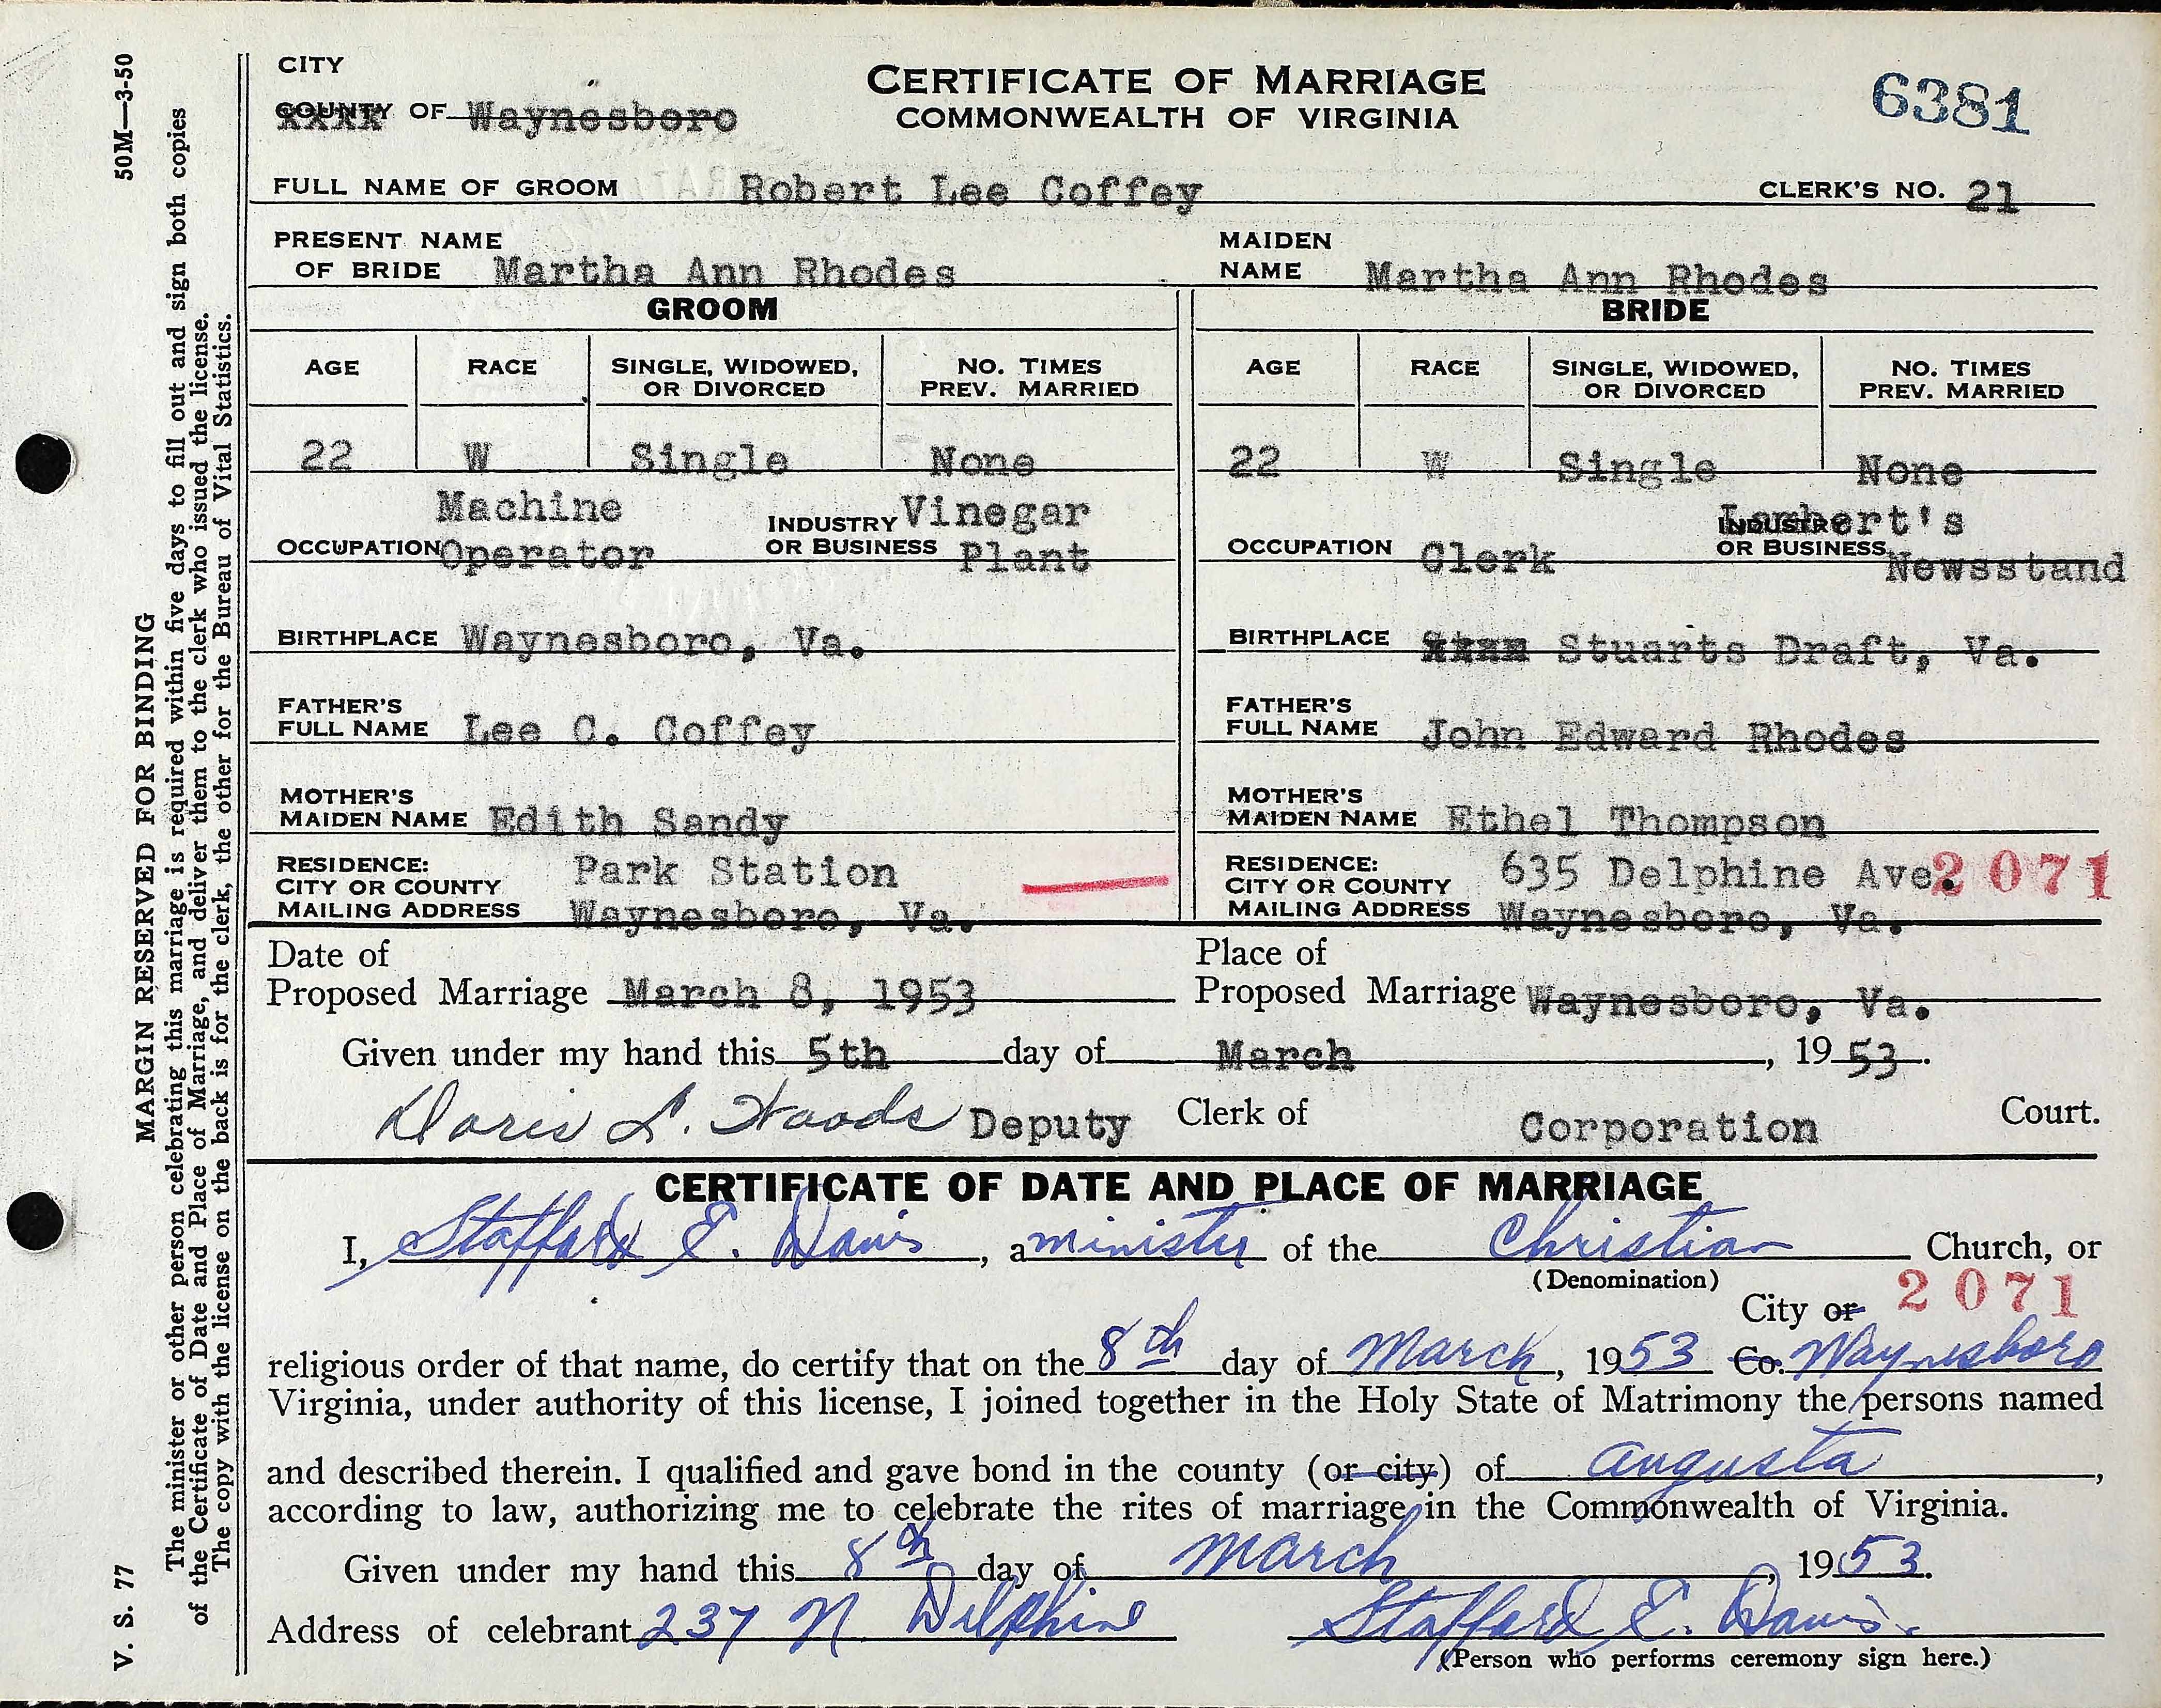 CITY
CERTIFICATE OF MARRIAGE
COUNTY OF Waynesboro
COMMONWEALTH OF VIRGINIA
6381
FULL NAME OF GROOM Robert Lee Coffey CLERK'S NO. 21
PRESENT NAME OF BRIDE Martha Ann Rhodes MAIDEN NAME Martha Ann Rhodes
GROOM BRIDE
AGE RACE SINGLE, WIDOWED, OR DIVORCED NO. TIMES PREV. MARRIED AGE RACE SINGLE, WIDOWED, OR DIVORCED NO. TIMES PREV. MARRIED
22 W Single None 22 W Single None
OCCUPATION Machine Operator INDUSTRY OR BUSINESS Vinegar Plant OCCUPATION Clerk INDUSTRY OR BUSINESS Lambert's Newsstand
BIRTHPLACE Waynesboro, Va. BIRTHPLACE Stuarts Draft, Va.
FATHER'S FULL NAME Lee C. Coffey FATHER'S FULL NAME John Edward Rhodes
MOTHER'S MAIDEN NAME Edith Sandy MOTHER'S MAIDEN NAME Ethel Thompson
RESIDENCE: Park Station RESIDENCE: 635 Delphine Ave. 2071
CITY OR COUNTY CITY OR COUNTY
MAILING ADDRESS Waynesboro, Va. MAILING ADDRESS Waynesboro, Va.
Date of Place of
Proposed Marriage March 8, 1953 Proposed Marriage Waynesboro, Va.
Given under my hand this 5th day of March, 1953.
Doris L. Woods Deputy Clerk of Corporation Court.
CERTIFICATE OF DATE AND PLACE OF MARRIAGE
I, Stafford E. Davis, a minister of the Christian Church, or
(Denomination)
City or 2071
religious order of that name, do certify that on the 8th day of March, 1953 Co. Waynesboro
Virginia, under authority of this license, I joined together in the Holy State of Matrimony the persons named
and described therein. I qualified and gave bond in the county (or city) of Augusta,
according to law, authorizing me to celebrate the rites of marriage in the Commonwealth of Virginia.
Given under my hand this 8th day of March, 1953.
Address of celebrant 237 N Delphine Stafford E. Davis.
(Person who performs ceremony sign here.)
V. S. 77 50M—3-50
MARGIN RESERVED FOR BINDING
The minister or other person celebrating this marriage is required within five days to fill out and sign both copies
of the Certificate of Date and Place of Marriage, and deliver them to the clerk who issued the license.
The copy with the license on the back is for the clerk, the other for the Bureau of Vital Statistics.